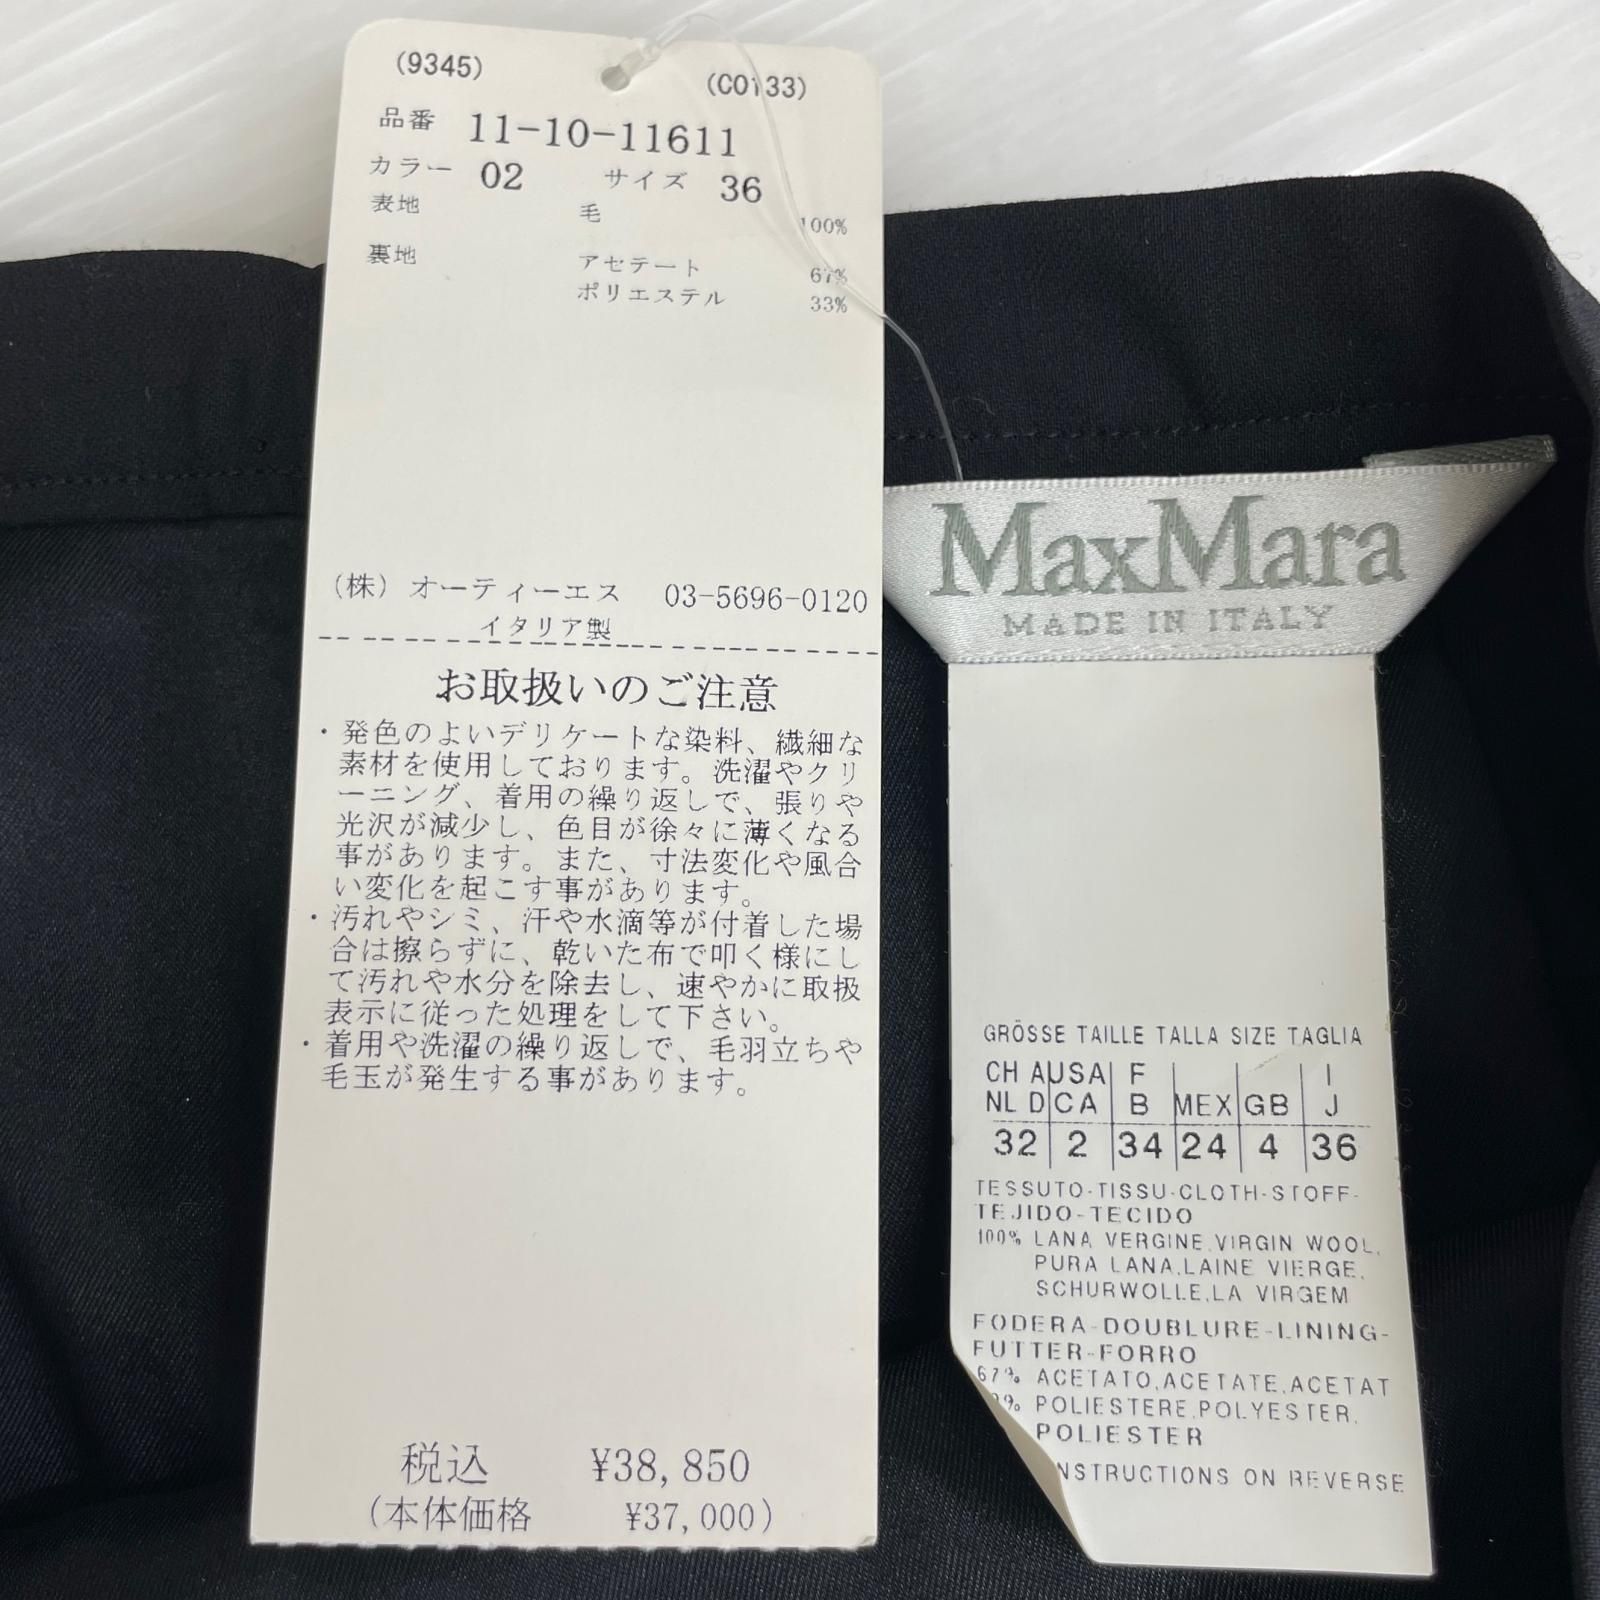 (9345)
(C0133)
品番 11-10-11611
カラー 02 サイズ 36
表地 毛 100%
裏地 アセテート 67%
ポリエステル 33%
(株) オーティーエス 03-5696-0120
イタリア製
お取扱いのご注意
・発色のよいデリケートな染料、繊細な
素材を使用しております。洗濯やクリ
ーニング、着用の繰り返しで、張りや
光沢が減少し、色目が徐々に薄くなる
事があります。また、寸法変化や風合
い変化を起こす事があります。
・汚れやシミ、汗や水滴等が付着した場
合は擦らずに、乾いた布で叩く様にし
て汚れや水分を除去し、速やかに取扱
表示に従った処理をして下さい。
・着用や洗濯の繰り返しで、毛羽立ちや
毛玉が発生する事があります。
税込 ¥38,850
(本体価格 ¥37,000)
MaxMara
MADE IN ITALY
GRÖSSE TAILLE TALLA SIZE TAGLIA
CH A USA F I
NL D CA B MEX GB J
32 2 34 24 4 36
TESSUTO-TISSU-CLOTH-STOFF-
TEJIDO-TECIDO
100% LANA VERGINE,VIRGIN WOOL,
PURA LANA,LAINE VIERGE,
SCHURWOLLE,LA VIRGEM
FODERA-DOUBLURE-LINING-
FUTTER-FORRO
67% ACETATO,ACETATE,ACETAT
% POLIESTERE,POLYESTER,
POLIESTER
NSTRUCTIONS ON REVERSE